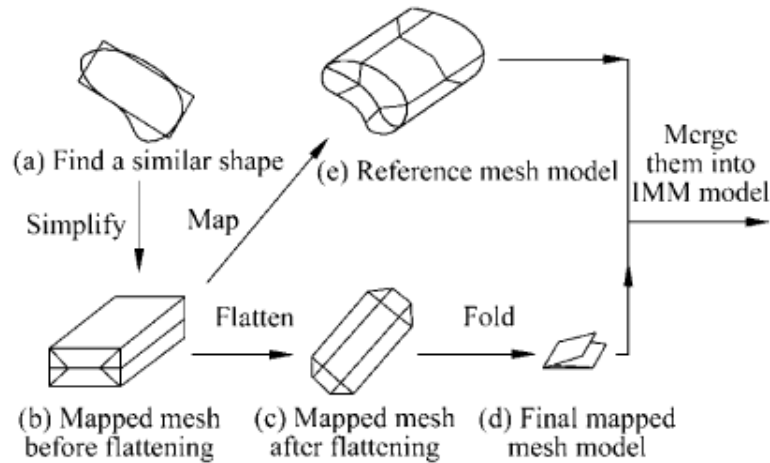 (a) Find a similar shape
(e) Reference mesh model
Merge
them into
IMM model
Simplify
Map
Flatten
Fold
(b) Mapped mesh
before flattening
(c) Mapped mesh
after flattening
(d) Final mapped
mesh model